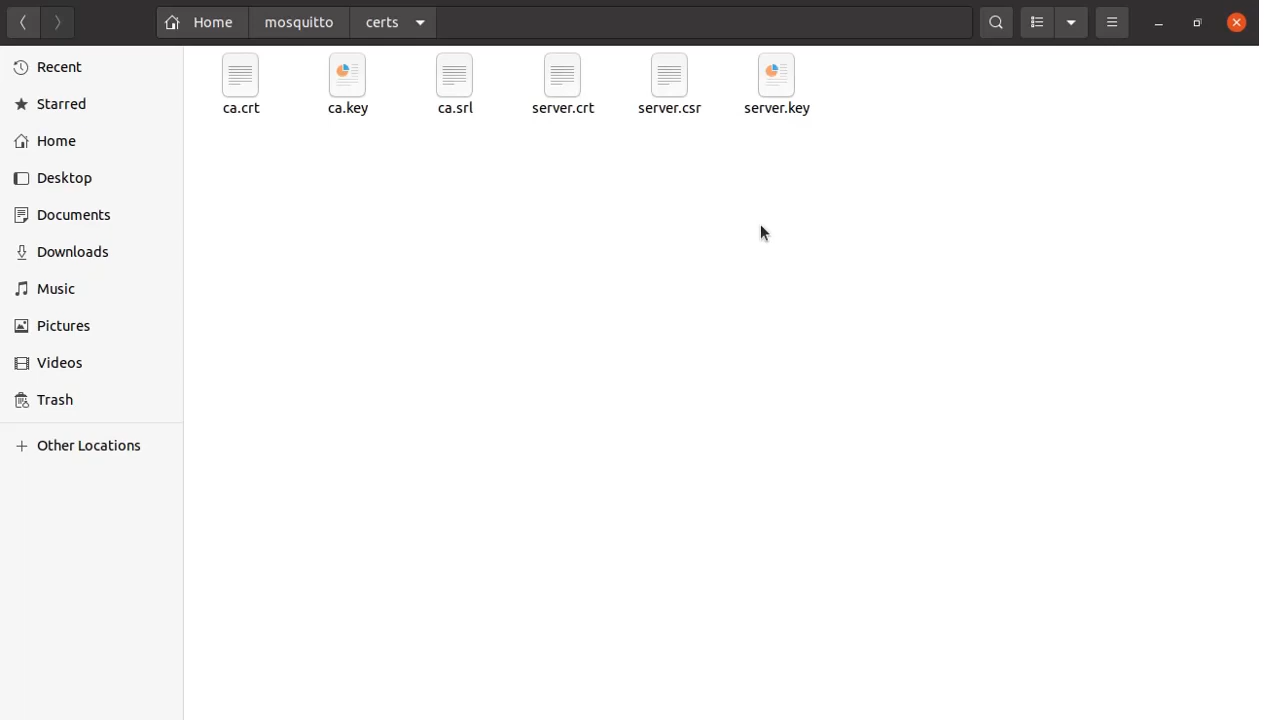 Home mosquitto certs
Recent
Starred
Home
Desktop
Documents
Downloads
Music
Pictures
Videos
Trash
Other Locations
ca.crt ca.key ca.srl server.crt server.csr server.key